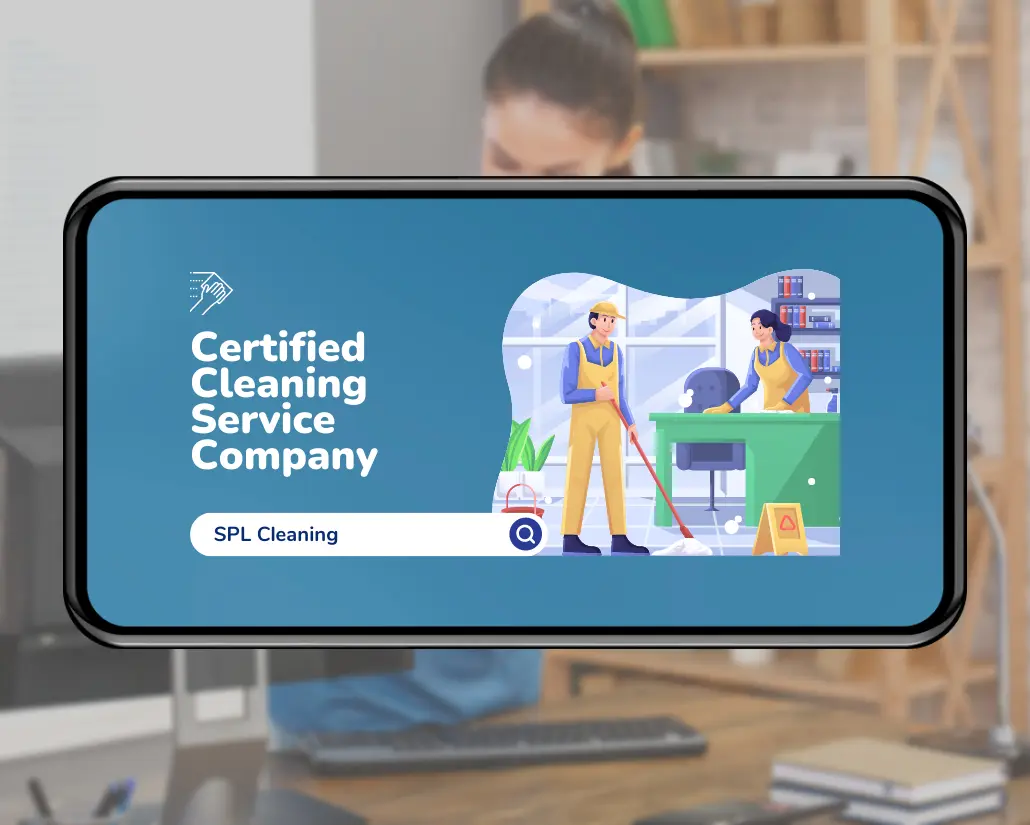 Certified
Cleaning
Service
Company
SPL Cleaning